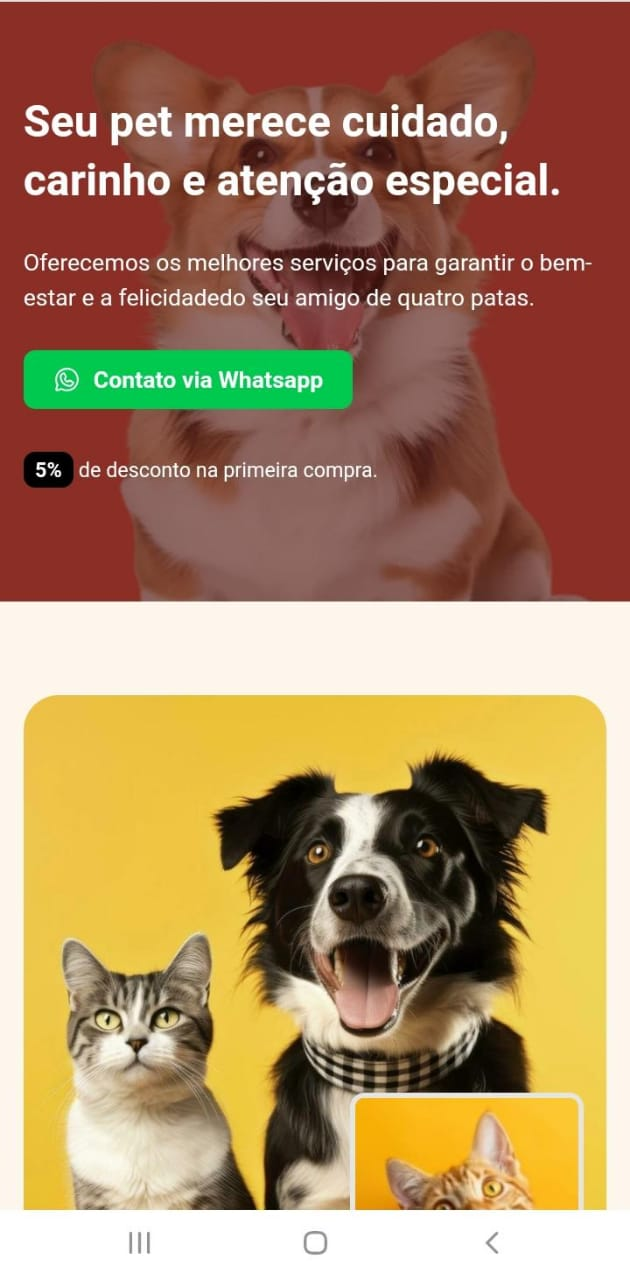 Seu pet merece cuidado,
carinho e atenção especial.
Oferecemos os melhores serviços para garantir o bem-
estar e a felicidadedo seu amigo de quatro patas.
Contato via Whatsapp
5% de desconto na primeira compra.